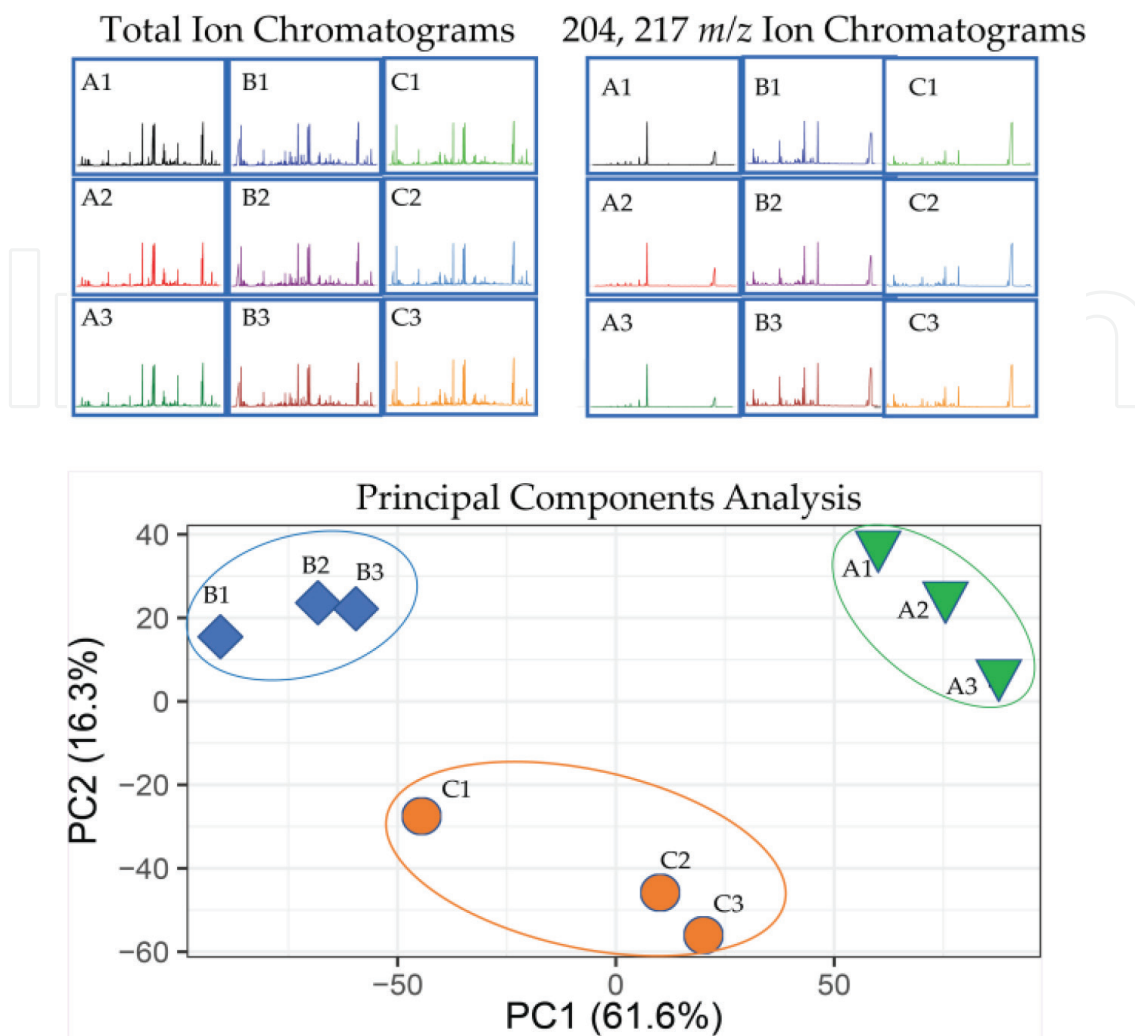 Total Ion Chromatograms
204, 217 m/z Ion Chromatograms
A1 B1 C1
A2 B2 C2
A3 B3 C3
A1 B1 C1
A2 B2 C2
A3 B3 C3
Principal Components Analysis
40
20
0
−20
−40
−60
PC2 (16.3%)
B1
B2
B3
A1
A2
A3
C1
C2
C3
−50 0 50
PC1 (61.6%)